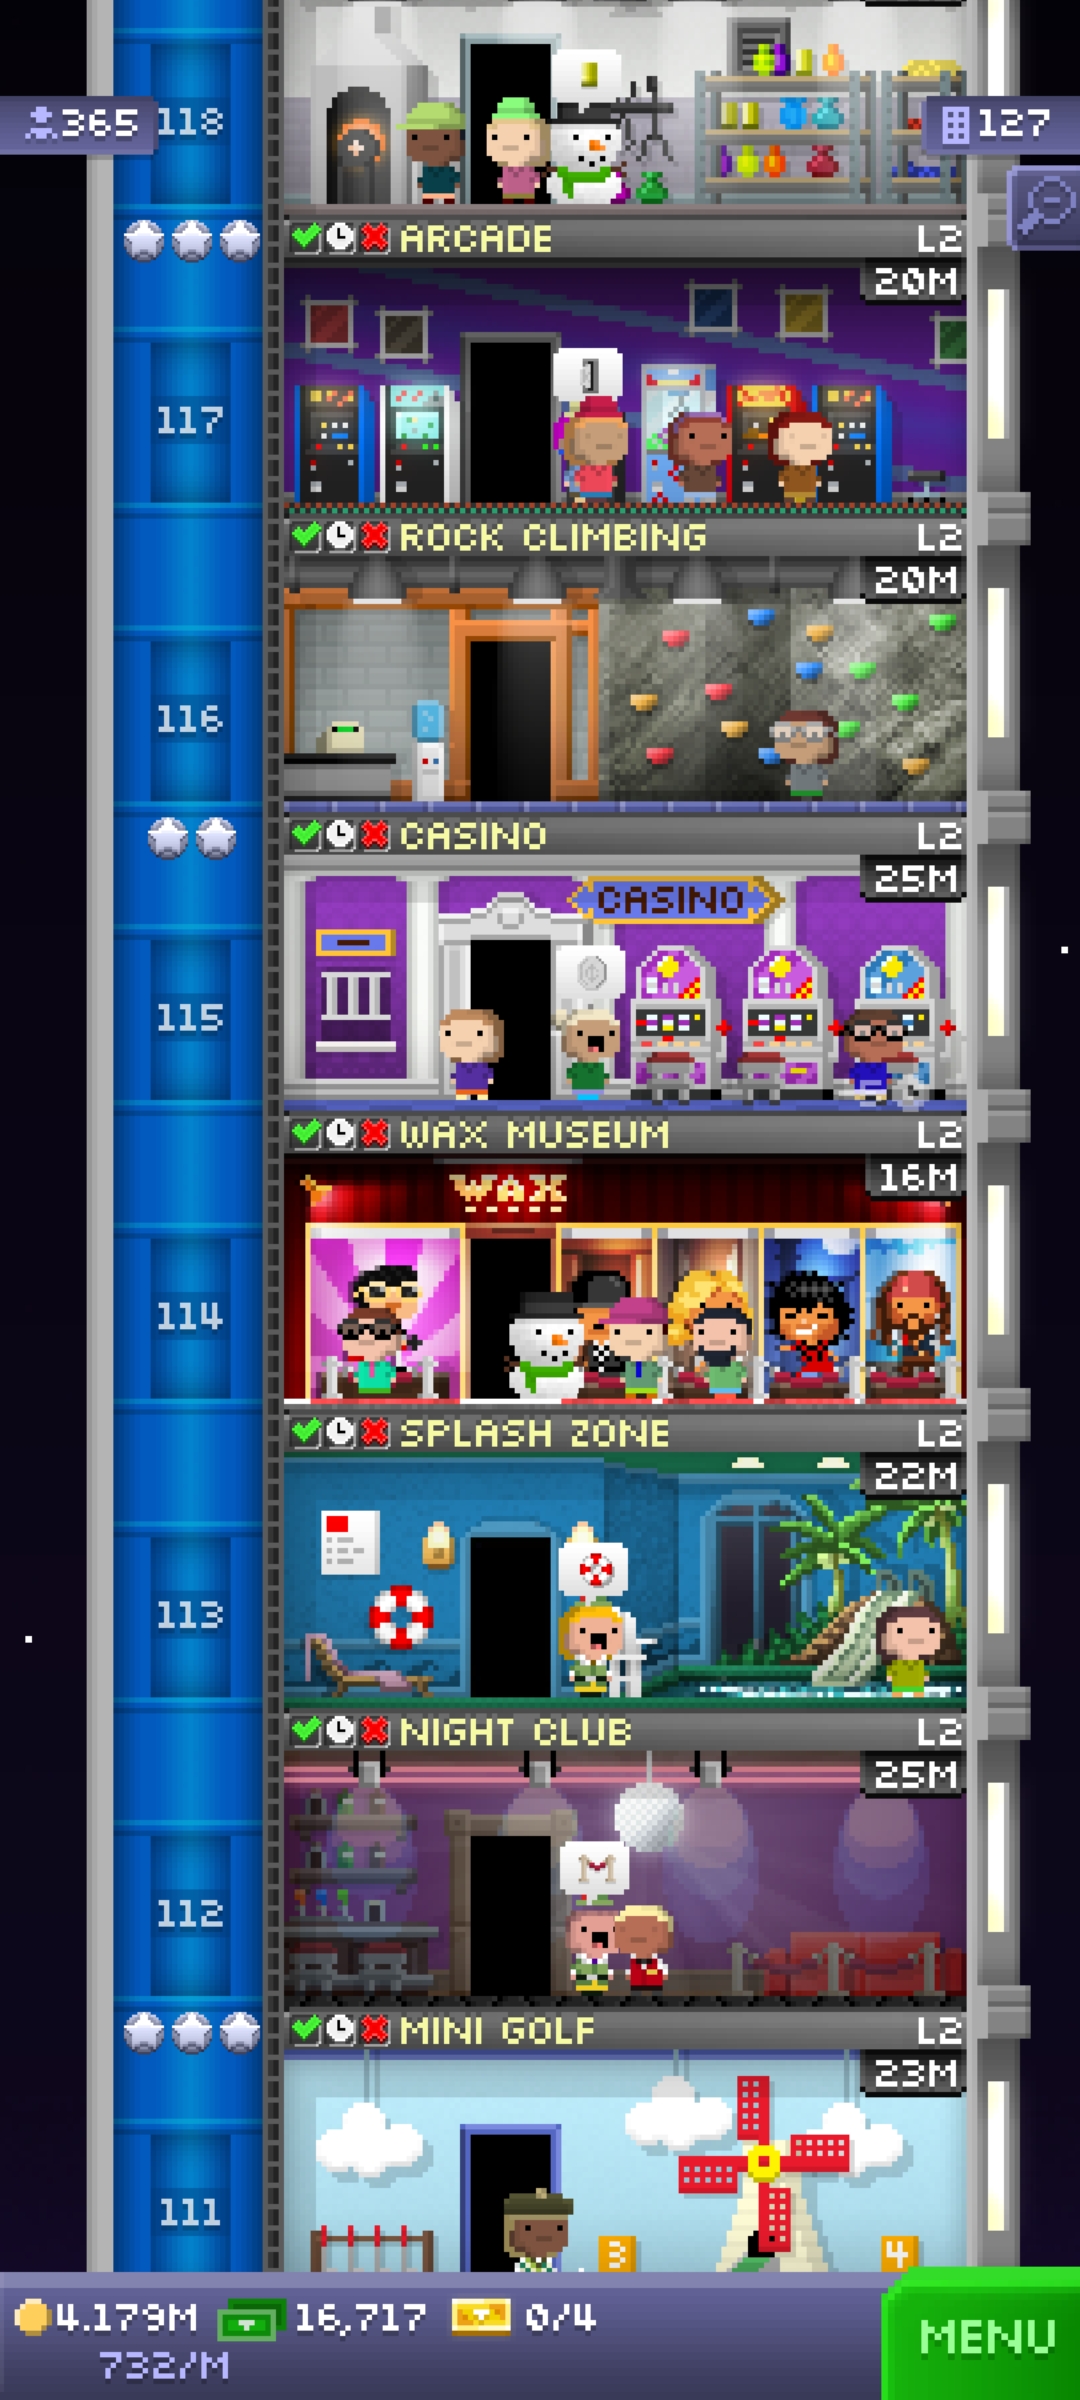 365
118
127
ARCADE L2
20M
117
ROCK CLIMBING L2
20M
116
CASINO L2
25M
CASINO
115
WAX MUSEUM L2
16M
WAX
114
SPLASH ZONE L2
22M
113
NIGHT CLUB L2
25M
112
MINI GOLF L2
23M
111
3
4
4.179M 16,717 0/4
732/M
MENU